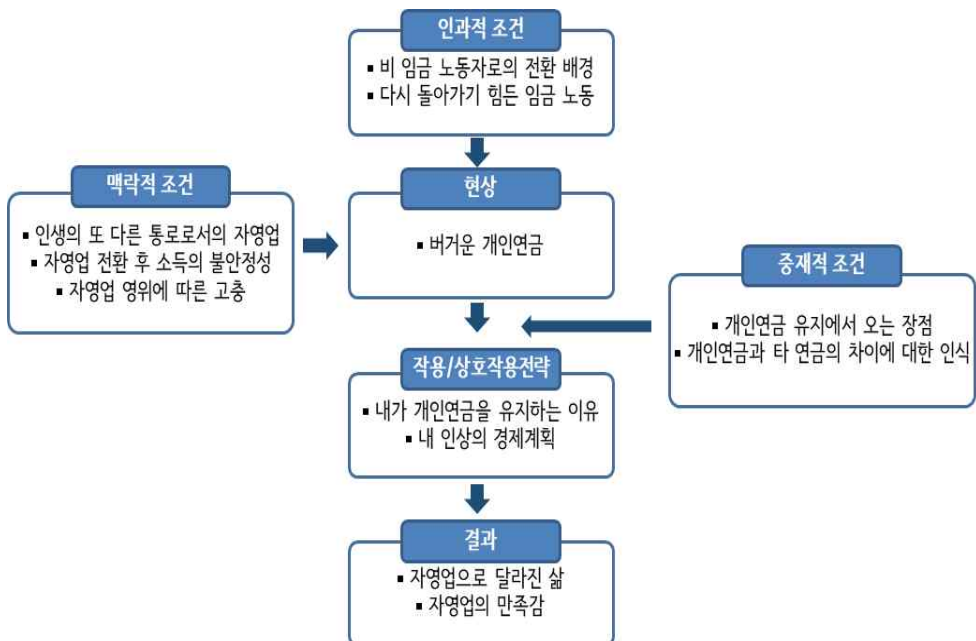 인과적 조건
▪ 비 임금 노동자로의 전환 배경
▪ 다시 돌아가기 힘든 임금 노동
맥락적 조건
▪ 인생의 또 다른 통로로서의 자영업
▪ 자영업 전환 후 소득의 불안정성
▪ 자영업 영위에 따른 고충
현상
▪ 버거운 개인연금
중재적 조건
▪ 개인연금 유지에서 오는 장점
▪ 개인연금과 타 연금의 차이에 대한 인식
작용/상호작용전략
▪ 내가 개인연금을 유지하는 이유
▪ 내 인상의 경제계획
결과
▪ 자영업으로 달라진 삶
▪ 자영업의 만족감